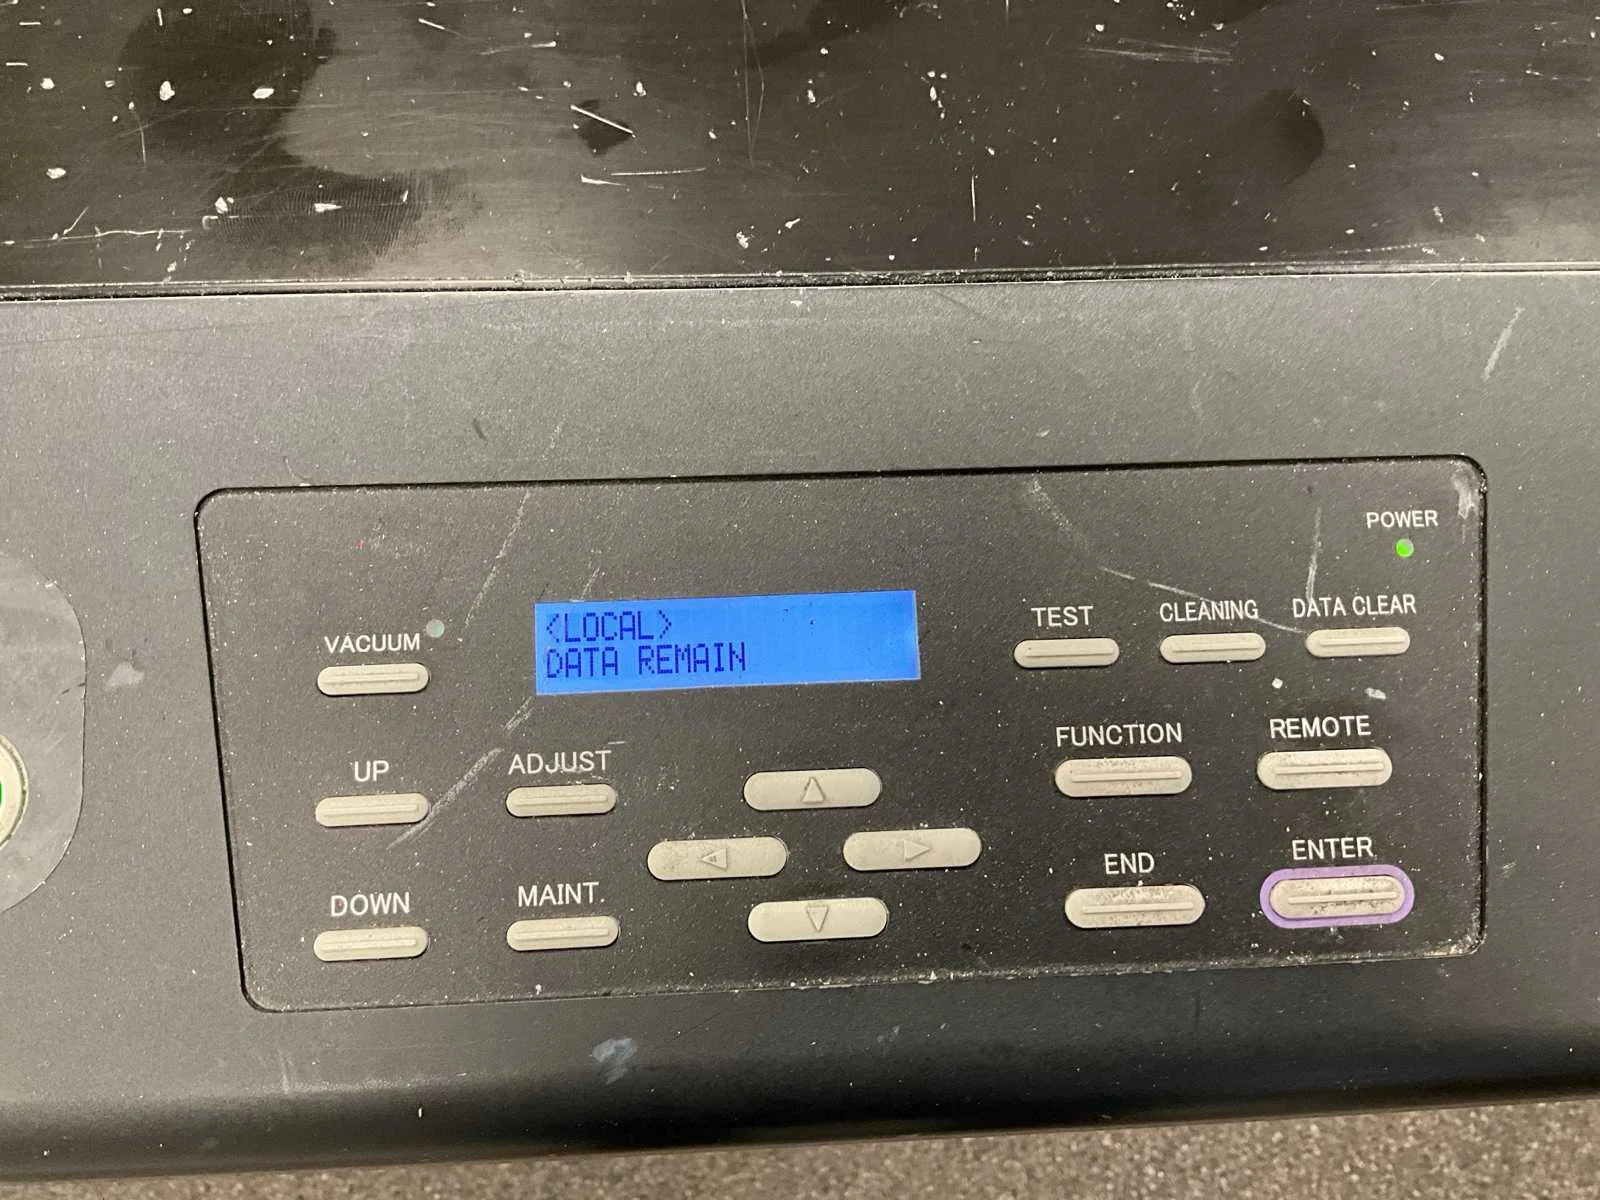 POWER
<LOCAL>
DATA REMAIN
VACUUM
TEST
CLEANING
DATA CLEAR
UP
ADJUST
FUNCTION
REMOTE
DOWN
MAINT.
END
ENTER